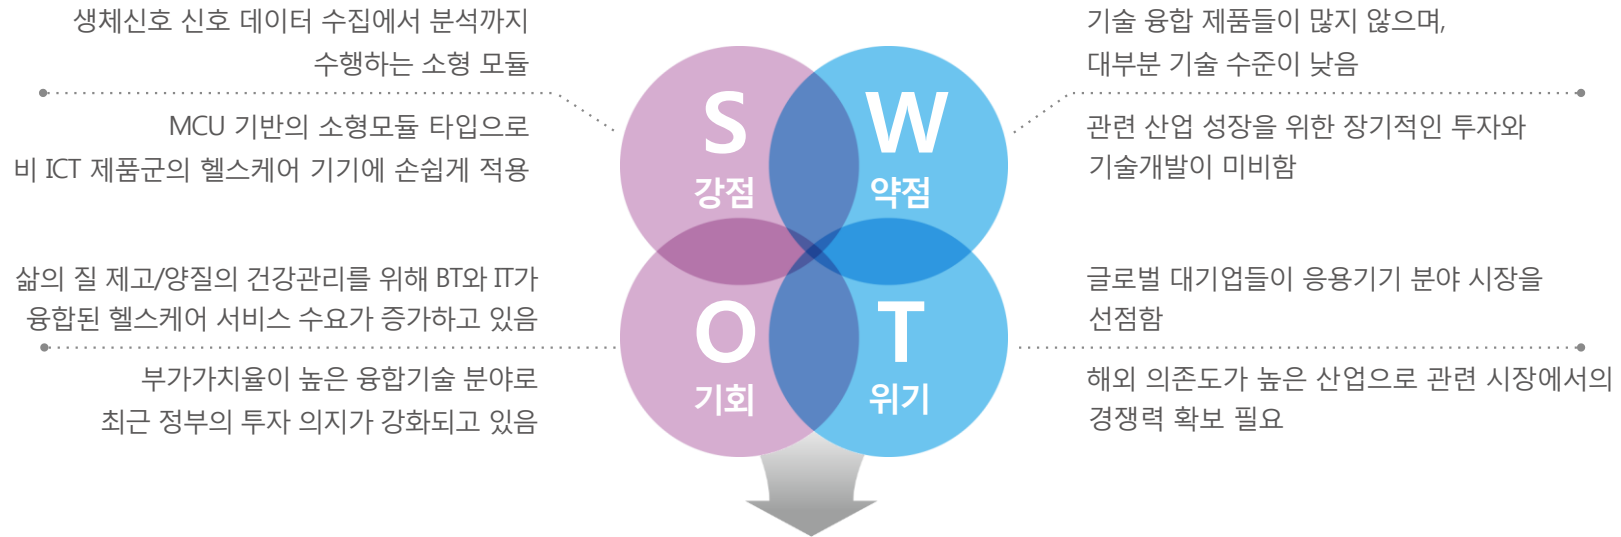 생체신호 신호 데이터 수집에서 분석까지
수행하는 소형 모듈
MCU 기반의 소형모듈 타입으로
비 ICT 제품군의 헬스케어 기기에 손쉽게 적용
S
강점
W
약점
기술 융합 제품들이 많지 않으며,
대부분 기술 수준이 낮음
관련 산업 성장을 위한 장기적인 투자와
기술개발이 미비함
삶의 질 제고/양질의 건강관리를 위해 BT와 IT가
융합된 헬스케어 서비스 수요가 증가하고 있음
부가가치율이 높은 융합기술 분야로
최근 정부의 투자 의지가 강화되고 있음
O
기회
T
위기
글로벌 대기업들이 응용기기 분야 시장을
선점함
해외 의존도가 높은 산업으로 관련 시장에서의
경쟁력 확보 필요